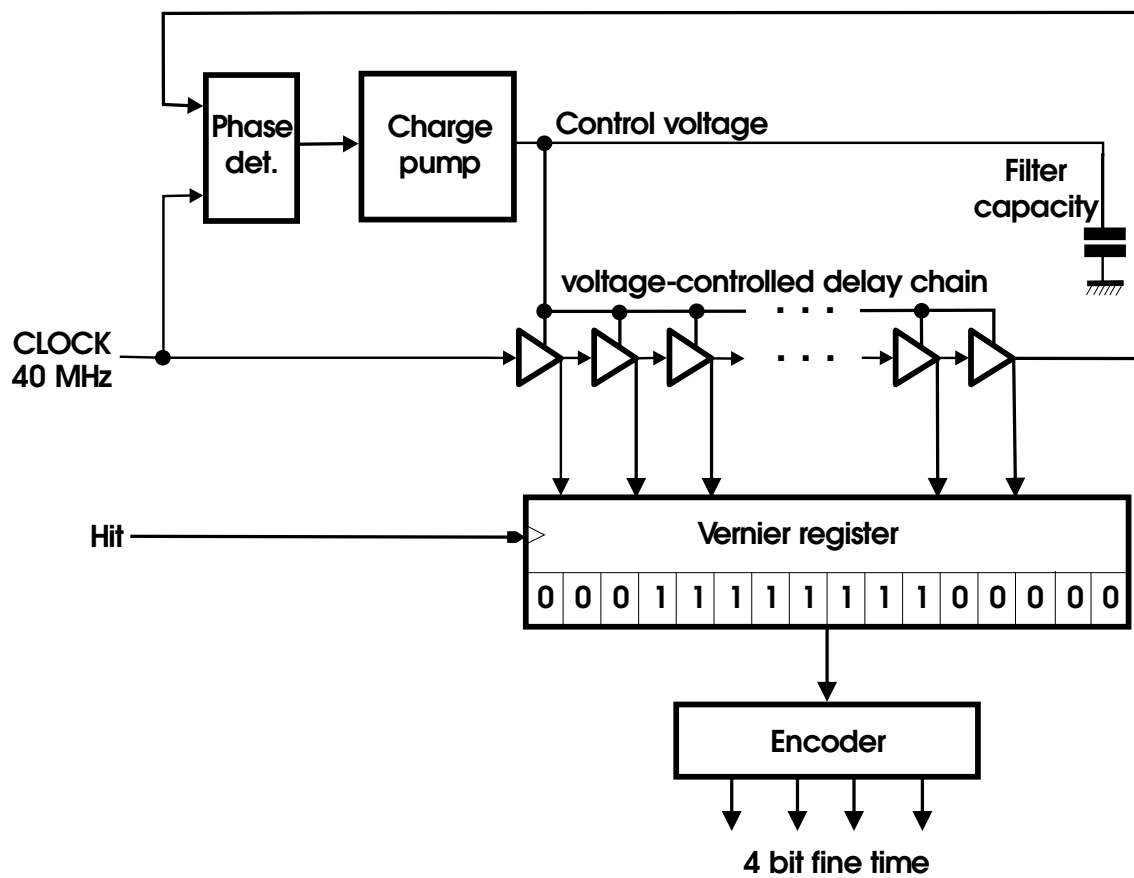 Phase
det.
Charge
pump
Control voltage
Filter
capacity
voltage-controlled delay chain
CLOCK
40 MHz
Hit
Vernier register
0 0 0 1 1 1 1 1 1 1 1 0 0 0 0 0
Encoder
4 bit fine time